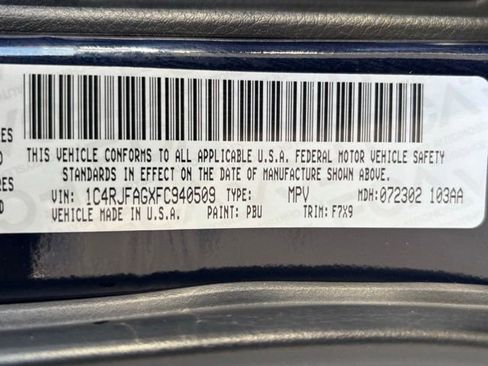 THIS VEHICLE CONFORMS TO ALL APPLICABLE U.S.A. FEDERAL MOTOR VEHICLE SAFETY
STANDARDS IN EFFECT ON THE DATE OF MANUFACTURE SHOWN ABOVE.
VIN: 1C4RJFAGXFC940509 TYPE: MPV MDH: 072302 103AA
VEHICLE MADE IN U.S.A. PAINT: PBU TRIM: F7X9